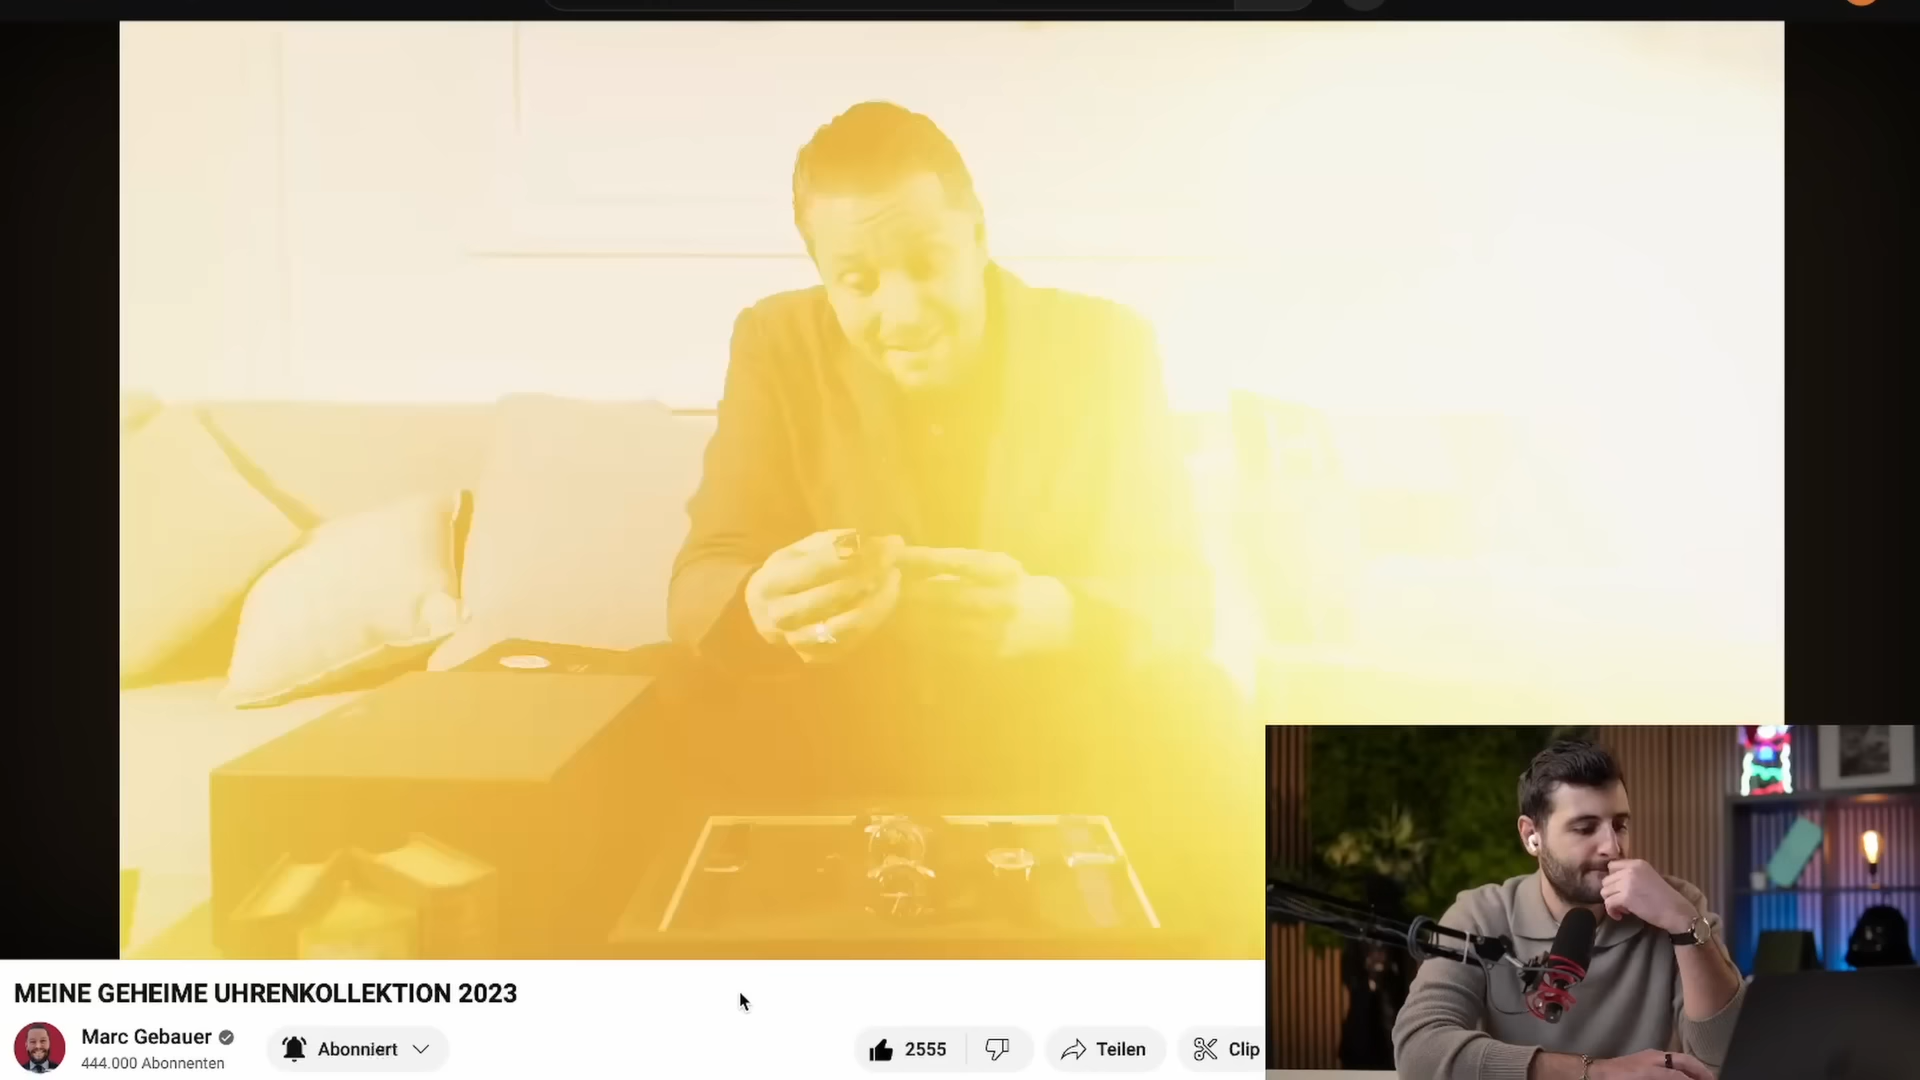 MEINE GEHEIME UHRENKOLLEKTION 2023
Marc Gebauer
444.000 Abonnenten
Abonniert
2555
Teilen
Clip